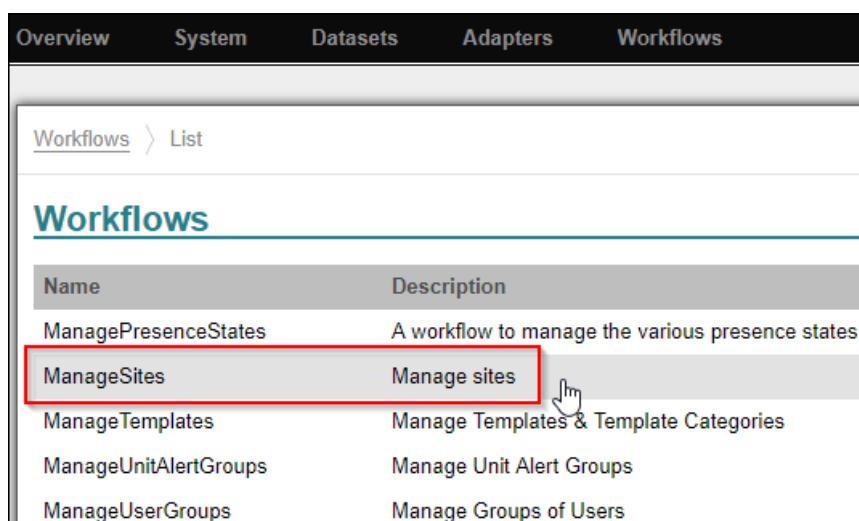 Overview System Datasets Adapters Workflows
Workflows List
Workflows
Name Description
ManagePresenceStates A workflow to manage the various presence states
ManageSites Manage sites
ManageTemplates Manage Templates & Template Categories
ManageUnitAlertGroups Manage Unit Alert Groups
ManageUserGroups Manage Groups of Users